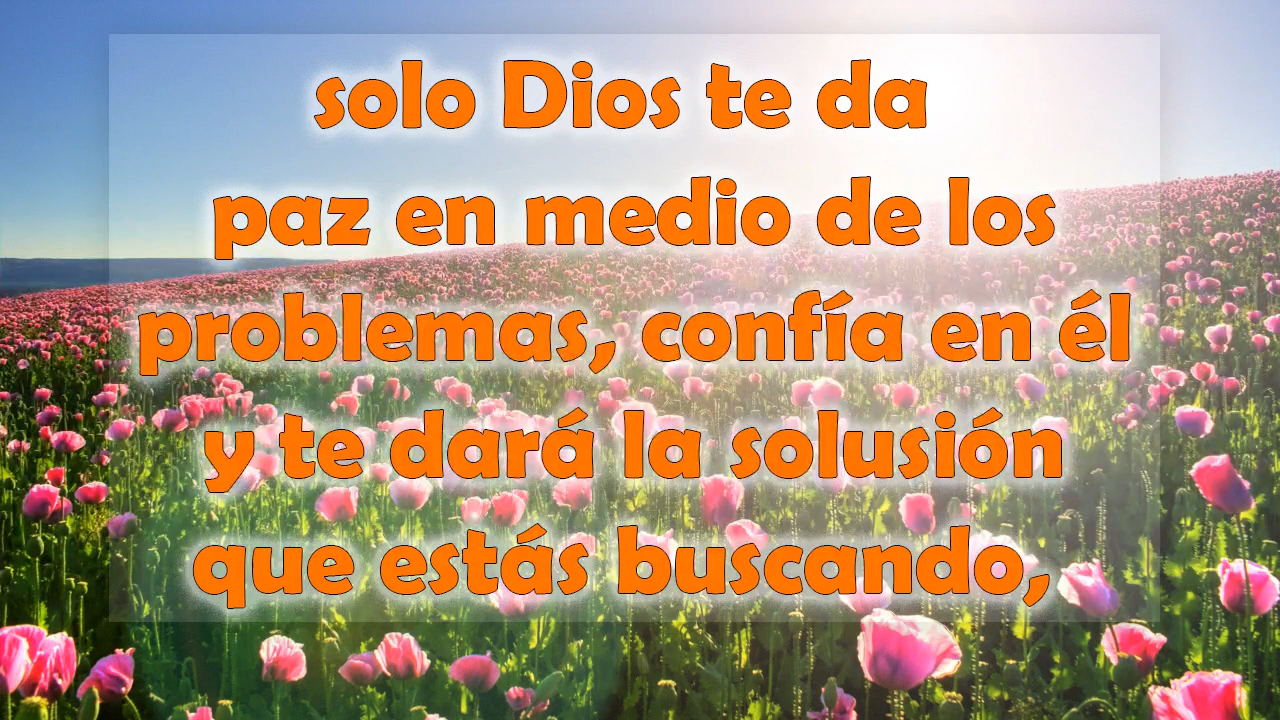 solo Dios te da
paz en medio de los
problemas, confía en él
y te dará la solusión
que estás buscando,